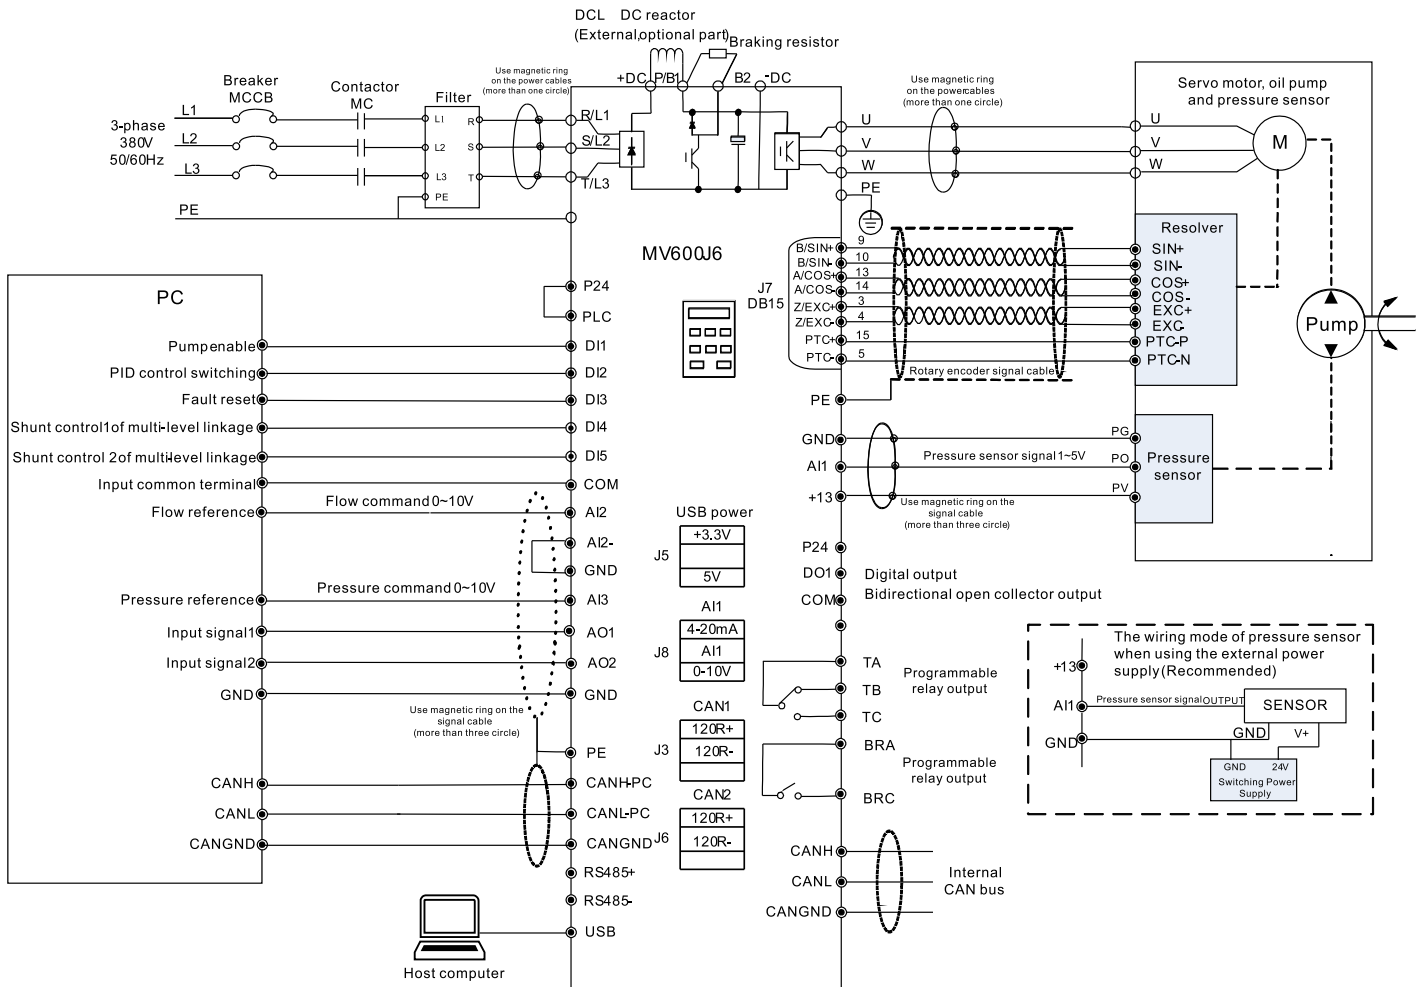 DCL DC reactor
(External,optional part)
Braking resistor
+DC
P/B1
B2
-DC
Use magnetic ring
on the power cables
(more than one circle)
Breaker
MCCB
Contactor
MC
Filter
3-phase
380V
50/60Hz
L1
L2
L3
PE
L1
L2
L3
PE
R
S
T
R/L1
S/L2
T/L3
Use magnetic ring
on the powercables
(more than one circle)
U
V
W
PE
U
V
W
Servo motor, oil pump
and pressure sensor
M
Pump
MV600J6
J7
DB15
B/SIN+
B/SIN-
A/COS+
A/COS-
Z/EXC+
Z/EXC-
PTC+
PTC-
9
10
13
14
3
4
15
5
Rotary encoder signal cable
Resolver
SIN+
SIN-
COS+
COS-
EXC+
EXC-
PTC-P
PTC-N
PE
GND
AI1
+13
Pressure sensor signal 1~5V
Use magnetic ring on the
signal cable
(more than three circle)
PG
PO
PV
Pressure
sensor
PC
Pumpenable
PID control switching
Fault reset
Shunt control1of multi-level linkage
Shunt control 2of multi-level linkage
Input common terminal
Flow reference
Pressure reference
Input signal1
Input signal2
GND
CANH
CANL
CANGND
Flow command 0~10V
Pressure command 0~10V
Use magnetic ring on the
signal cable
(more than three circle)
P24
PLC
DI1
DI2
DI3
DI4
DI5
COM
AI2
AI2-
GND
AI3
AO1
AO2
GND
PE
CANH-PC
CANL-PC
CANGND
RS485+
RS485-
USB
Host computer
USB power
J5
+3.3V
5V
AI1
J8
4-20mA
AI1
0-10V
CAN1
J3
120R+
120R-
CAN2
J6
120R+
120R-
P24
DO1
COM
Digital output
Bidirectional open collector output
TA
TB
TC
Programmable
relay output
BRA
BRC
Programmable
relay output
CANH
CANL
CANGND
Internal
CAN bus
The wiring mode of pressure sensor
when using the external power
supply(Recommended)
+13
AI1
GND
Pressure sensor signal
OUTPUT
SENSOR
GND
V+
GND
24V
Switching Power
Supply